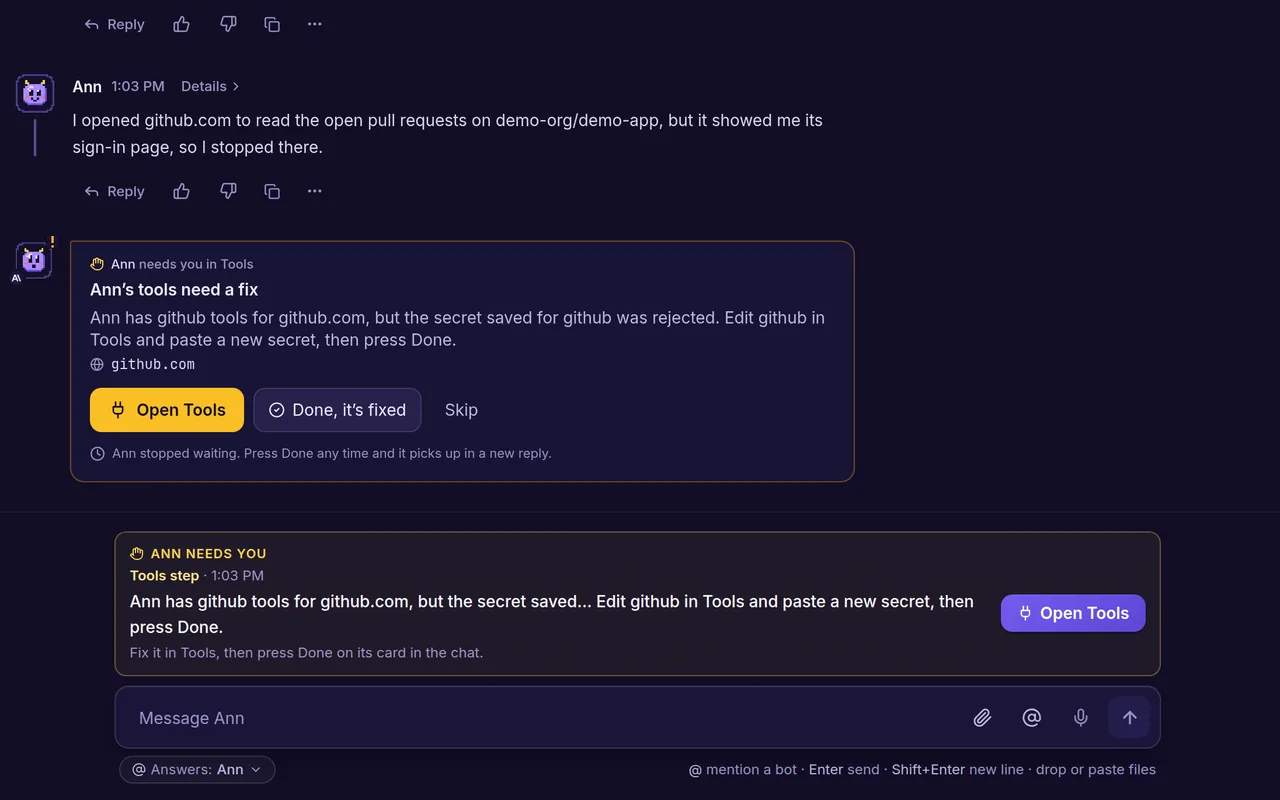 Reply
Ann 1:03 PM Details
I opened github.com to read the open pull requests on demo-org/demo-app, but it showed me its
sign-in page, so I stopped there.
Reply
!
A\
Ann needs you in Tools
Ann’s tools need a fix
Ann has github tools for github.com, but the secret saved for github was rejected. Edit github in
Tools and paste a new secret, then press Done.
github.com
Open Tools Done, it’s fixed Skip
Ann stopped waiting. Press Done any time and it picks up in a new reply.
ANN NEEDS YOU
Tools step · 1:03 PM
Ann has github tools for github.com, but the secret saved… Edit github in Tools and paste a new secret, then
press Done.
Open Tools
Fix it in Tools, then press Done on its card in the chat.
Message Ann
@ Answers: Ann
@ mention a bot · Enter send · Shift+Enter new line · drop or paste files